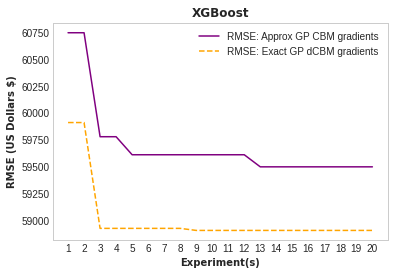 XGBoost
RMSE: Approx GP CBM gradients
RMSE: Exact GP dCBM gradients
RMSE (US Dollars $)
60750
60500
60250
60000
59750
59500
59250
59000
1 2 3 4 5 6 7 8 9 10 11 12 13 14 15 16 17 18 19 20
Experiment(s)